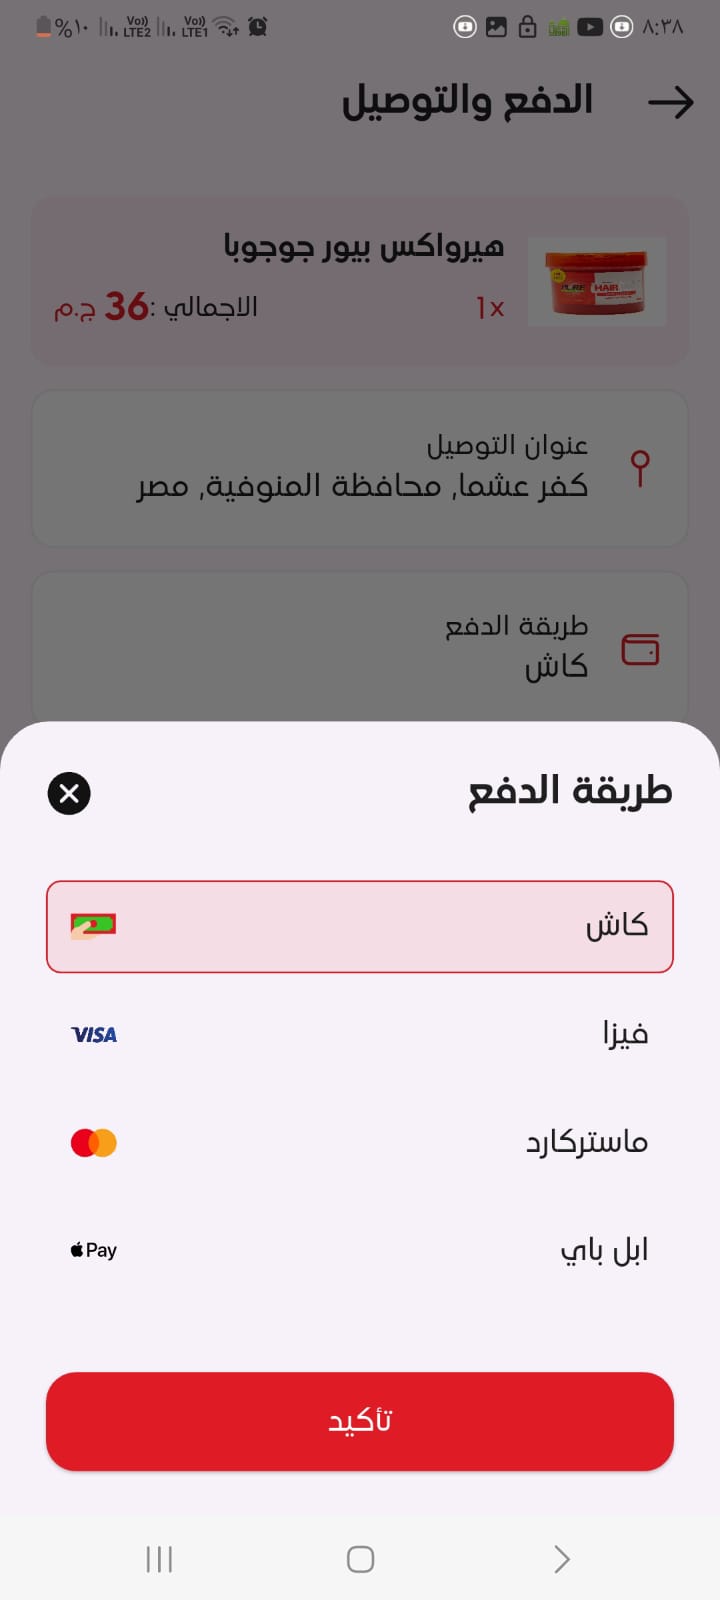 ٨:٣٨
Vo)) LTE1
Vo)) LTE2
%١٠
الدفع والتوصيل
هيرواكس بيور جوجوبا
1x
الاجمالي: 36 ج.م
PURE HAIR
عنوان التوصيل
كفر عشما, محافظة المنوفية, مصر
طريقة الدفع
كاش
طريقة الدفع
كاش
فيزا
VISA
ماستركارد
ابل باي
Pay
تأكيد